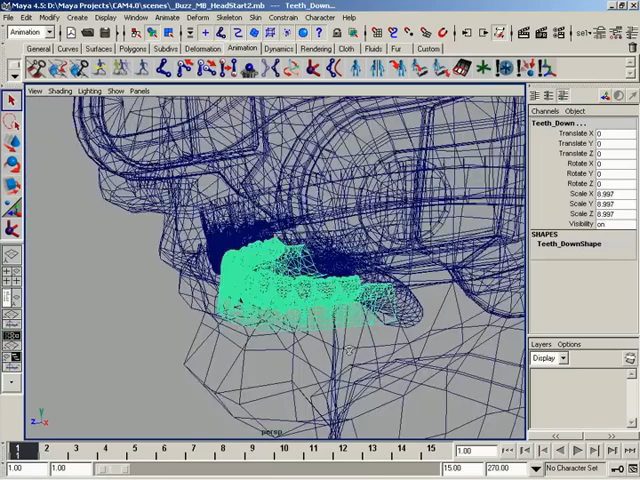 Maya 4.5: D:\Maya Projects\CAM4.0\scenes\_Buzz_MB_HeadStart2.mb --- Teeth_Down...
File Edit Modify Create Display Window Animate Deform Skeleton Skin Constrain Character Help
Animation sel
General Curves Surfaces Polygons Subdivs Deformation Animation Dynamics Rendering Cloth Fluids Fur Custom
View Shading Lighting Show Panels
Channels Object
Teeth_Down . . .
Translate X 0
Translate Y 0
Translate Z 0
Rotate X 0
Rotate Y 0
Rotate Z 0
Scale X 8.997
Scale Y 8.997
Scale Z 8.997
Visibility on
SHAPES
Teeth_DownShape
Layers Options
Display
y
z x
persp
<< >>
1 2 3 4 5 6 7 8 9 10 11 12 13 14 15 1.00
1.00 1.00 15.00 270.00 No Character Set